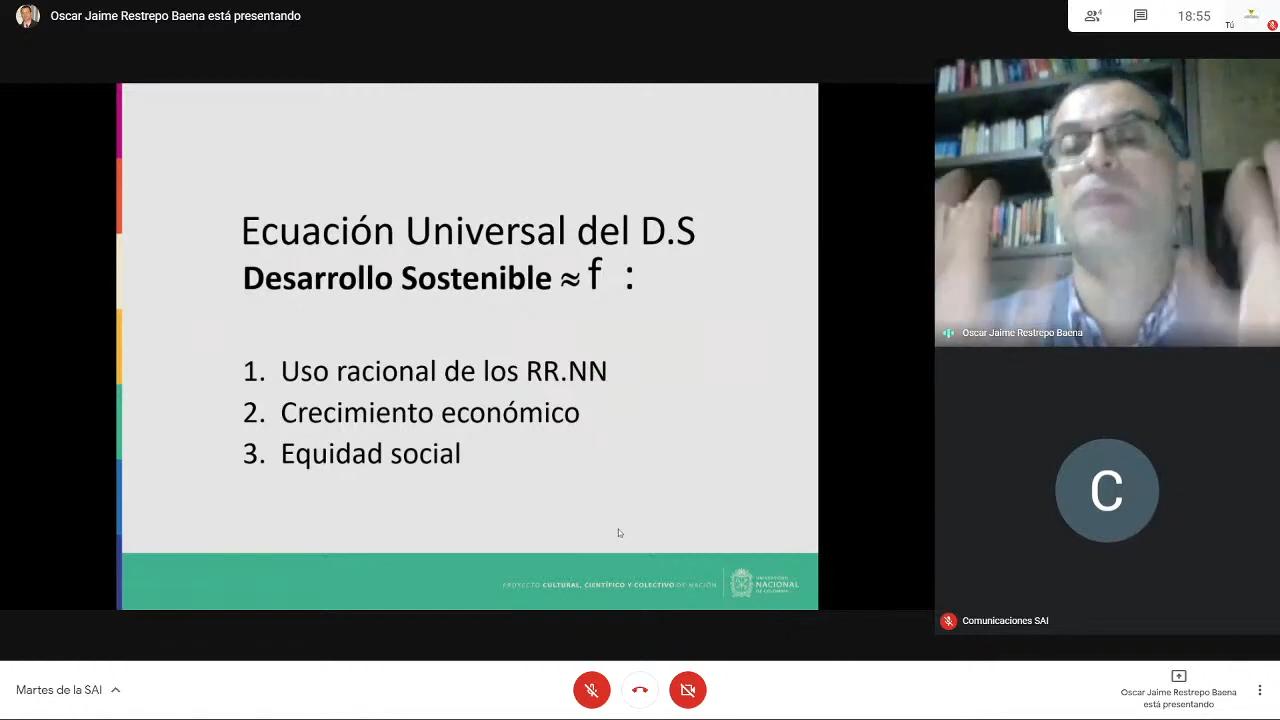 Oscar Jaime Restrepo Baena está presentando
4
18:55
Tú
Ecuación Universal del D.S
Desarrollo Sostenible ≈ f :
1. Uso racional de los RR.NN
2. Crecimiento económico
3. Equidad social
PROYECTO CULTURAL, CIENTÍFICO Y COLECTIVO DE NACIÓN
UNIVERSIDAD
NACIONAL
DE COLOMBIA
Oscar Jaime Restrepo Baena
C
Comunicaciones SAI
Martes de la SAI
Oscar Jaime Restrepo Baena
está presentando